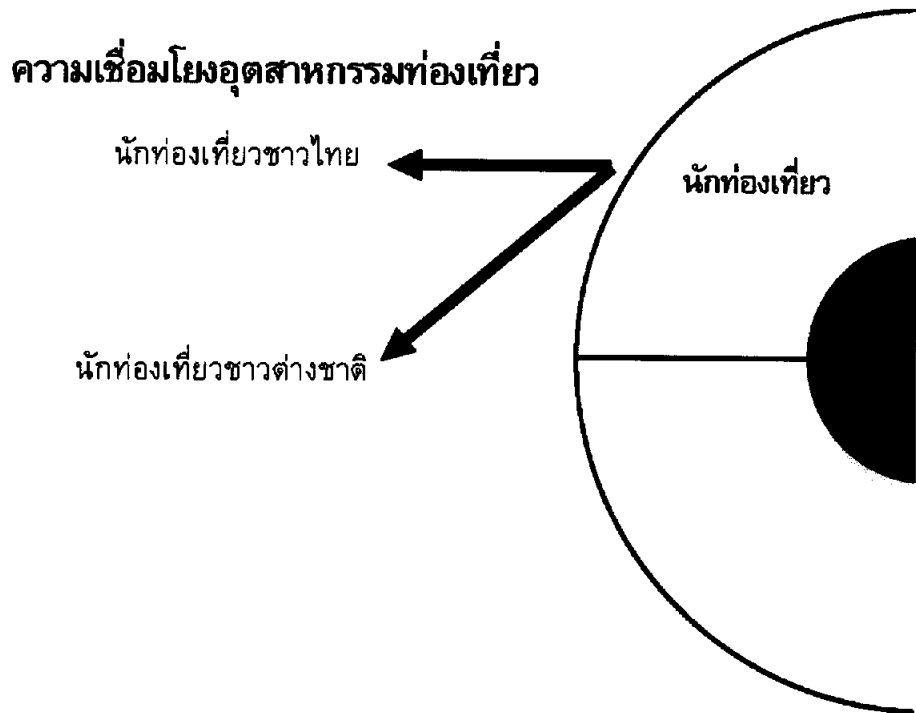 ความเชื่อมโยงอุตสาหกรรมท่องเที่ยว
นักท่องเที่ยวชาวไทย
นักท่องเที่ยว
นักท่องเที่ยวชาวต่างชาติ